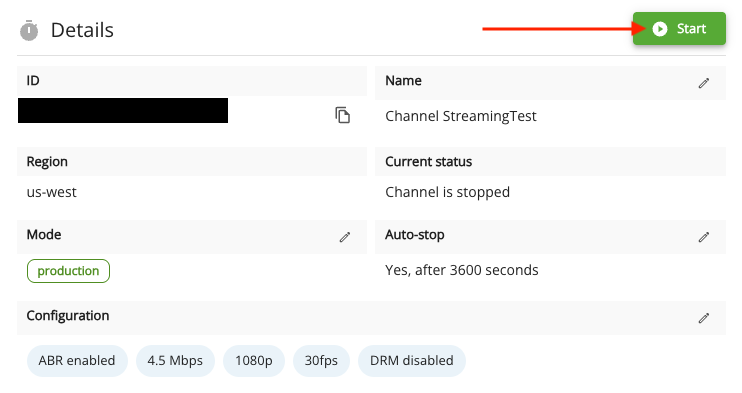 Details
Start
ID
Name
Channel StreamingTest
Region
Current status
us-west
Channel is stopped
Mode
Auto-stop
production
Yes, after 3600 seconds
Configuration
ABR enabled
4.5 Mbps
1080p
30fps
DRM disabled